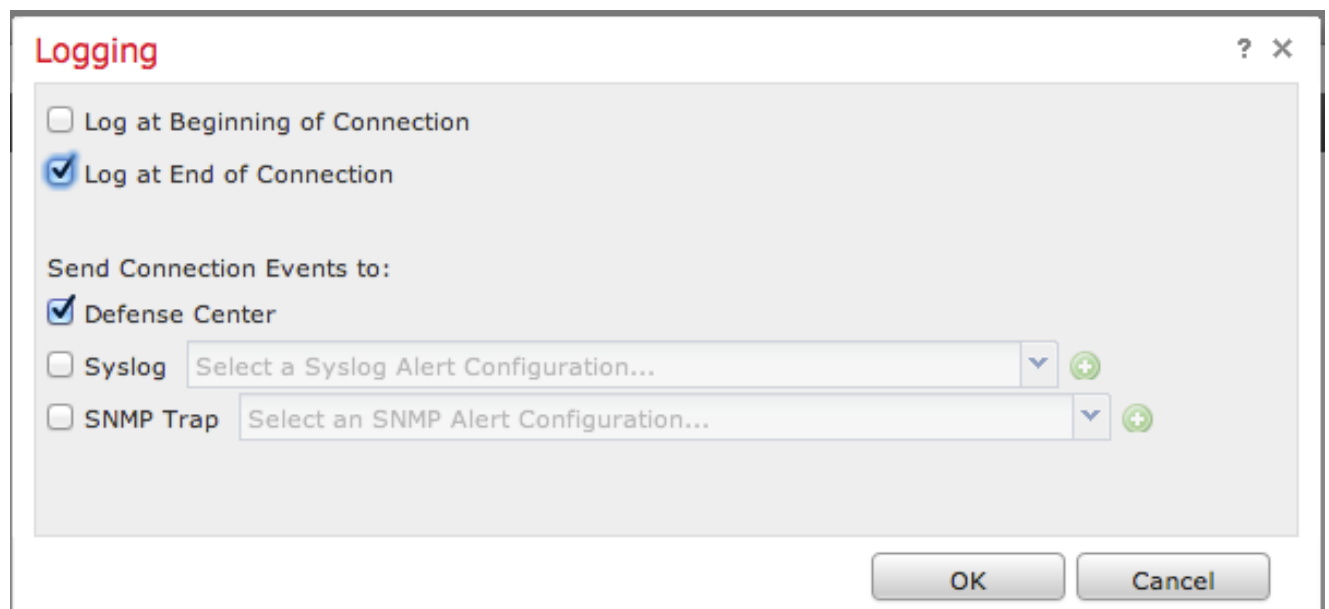 Logging
?
Log at Beginning of Connection
Log at End of Connection
Send Connection Events to:
Defense Center
Syslog Select a Syslog Alert Configuration...
SNMP Trap Select an SNMP Alert Configuration...
OK Cancel